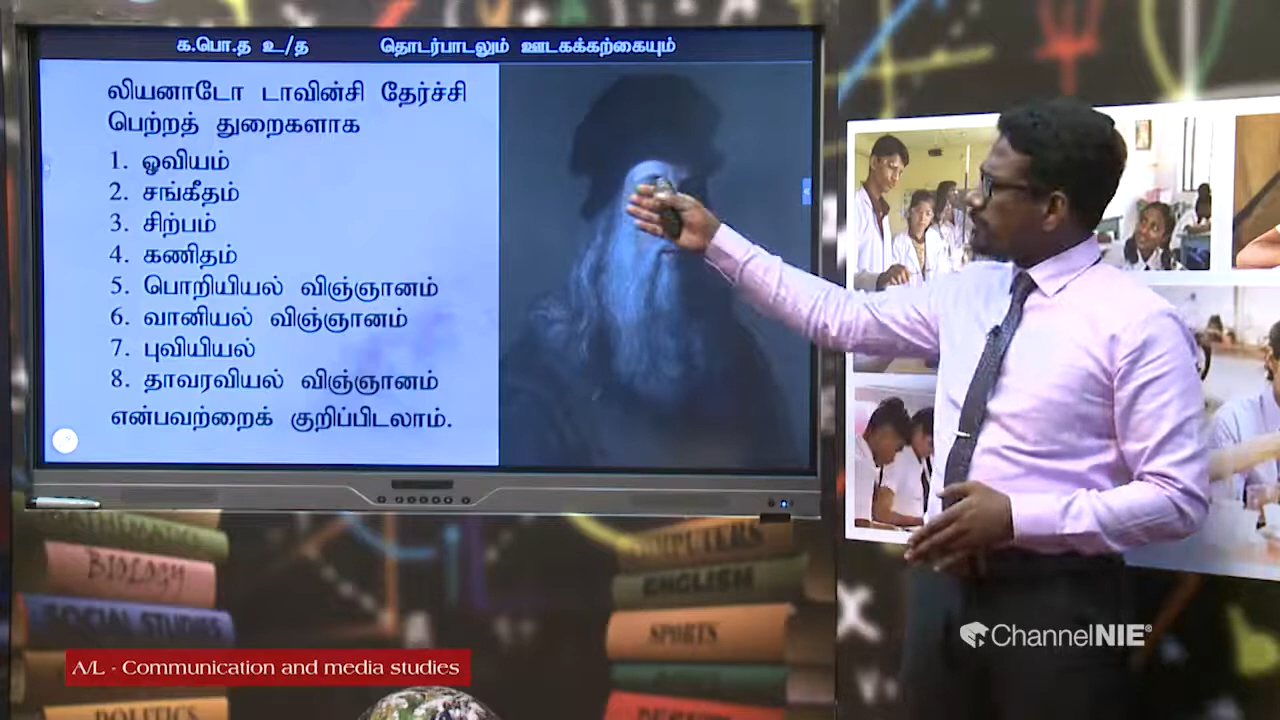 க.பொ.த உ/த
தொடர்பாடலும் ஊடகக்கற்கையும்
லியனாடோ டாவின்சி தேர்ச்சி
பெற்றத் துறைகளாக
1. ஓவியம்
2. சங்கீதம்
3. சிற்பம்
4. கணிதம்
5. பொறியியல் விஞ்ஞானம்
6. வானியல் விஞ்ஞானம்
7. புவியியல்
8. தாவரவியல் விஞ்ஞானம்
என்பவற்றைக் குறிப்பிடலாம்.
MATHEMATICS
BIOLOGY
SOCIAL STUDIES
POLITICS
COMPUTERS
ENGLISH
SPORTS
A/L - Communication and media studies
ChannelNIE®